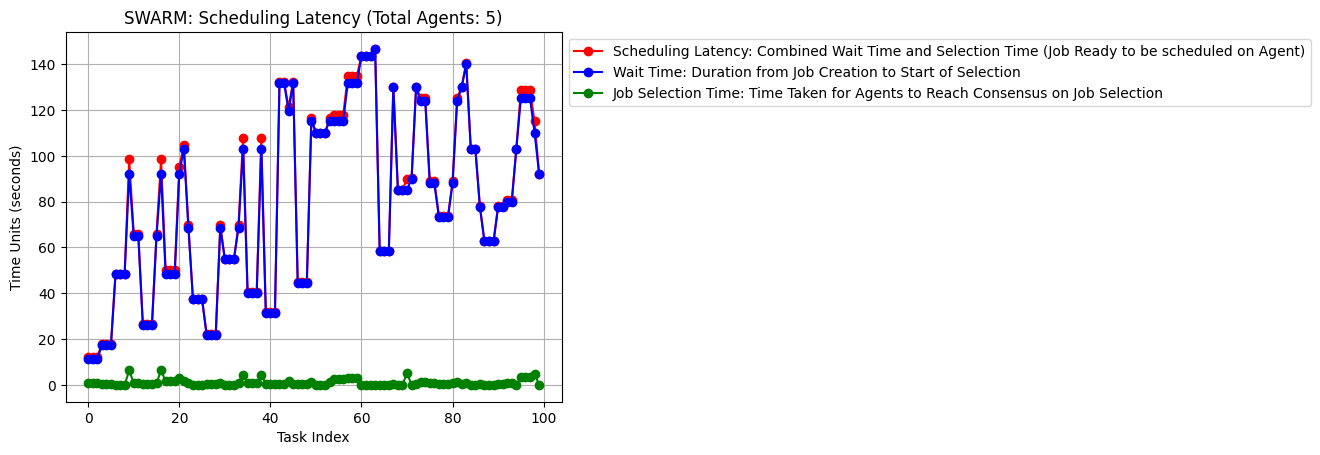 SWARM: Scheduling Latency (Total Agents: 5)
Scheduling Latency: Combined Wait Time and Selection Time (Job Ready to be scheduled on Agent)
Wait Time: Duration from Job Creation to Start of Selection
Job Selection Time: Time Taken for Agents to Reach Consensus on Job Selection
Time Units (seconds)
140
120
100
80
60
40
20
0
0 20 40 60 80 100
Task Index